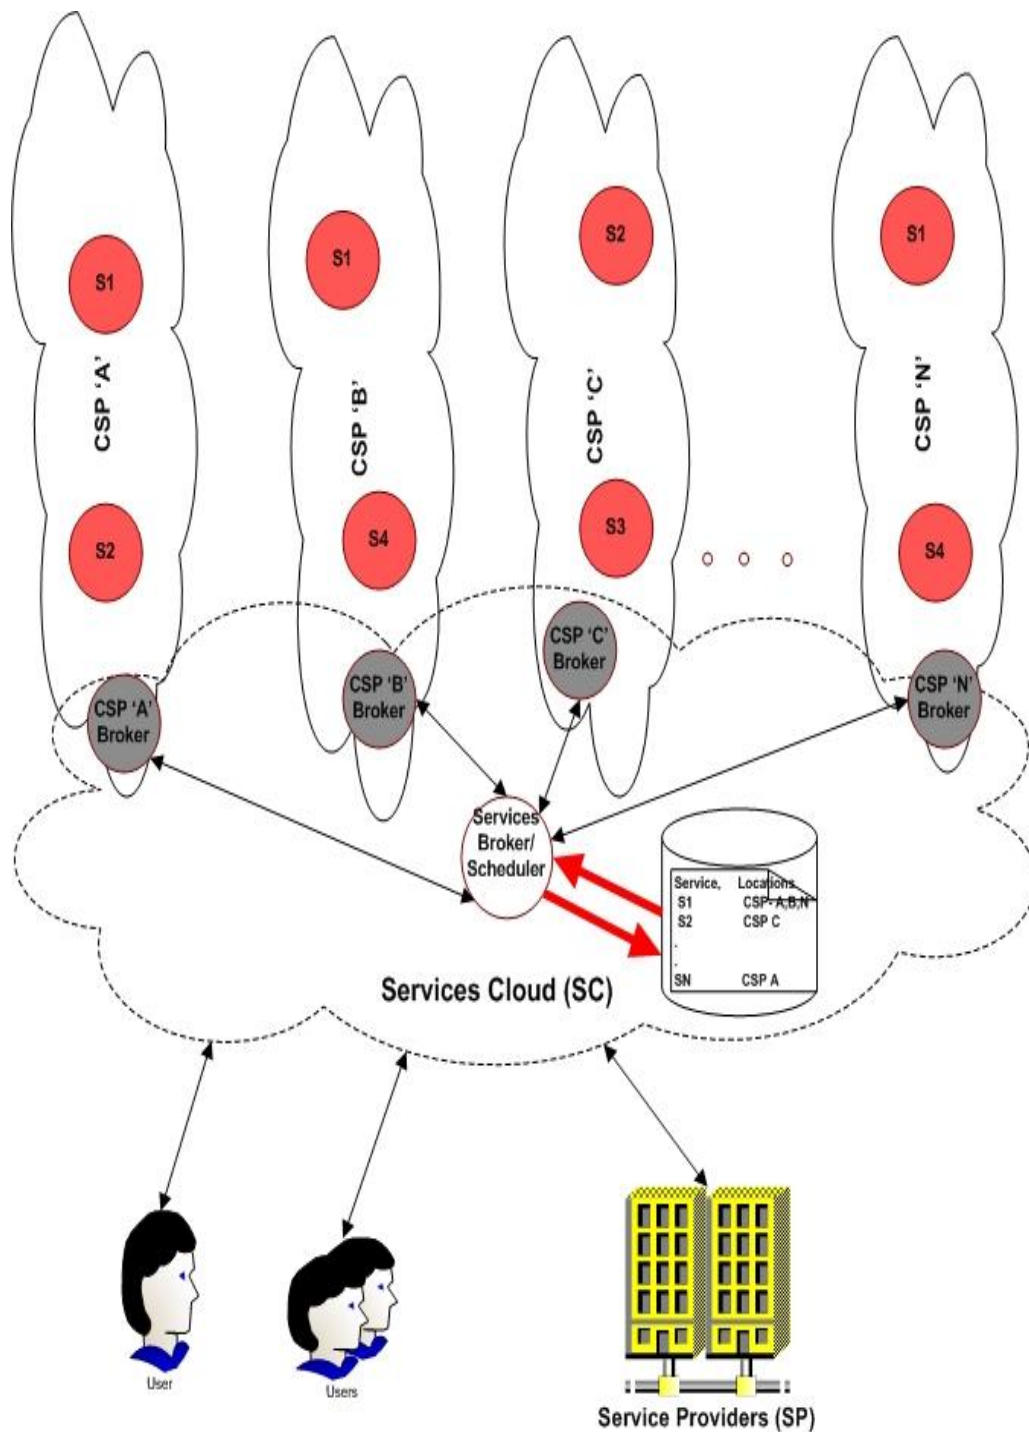 S1
S1
S2
S1
CSP ‘A’
CSP ‘B’
CSP ‘C’
CSP ‘N’
S2
S4
S3
S4
CSP ‘A’
Broker
CSP ‘B’
Broker
CSP ‘C’
Broker
CSP ‘N’
Broker
Services
Broker/
Scheduler
Service, Locations
S1 CSP- A,B,N
S2 CSP C
.
.
SN CSP A
Services Cloud (SC)
User
Users
Service Providers (SP)